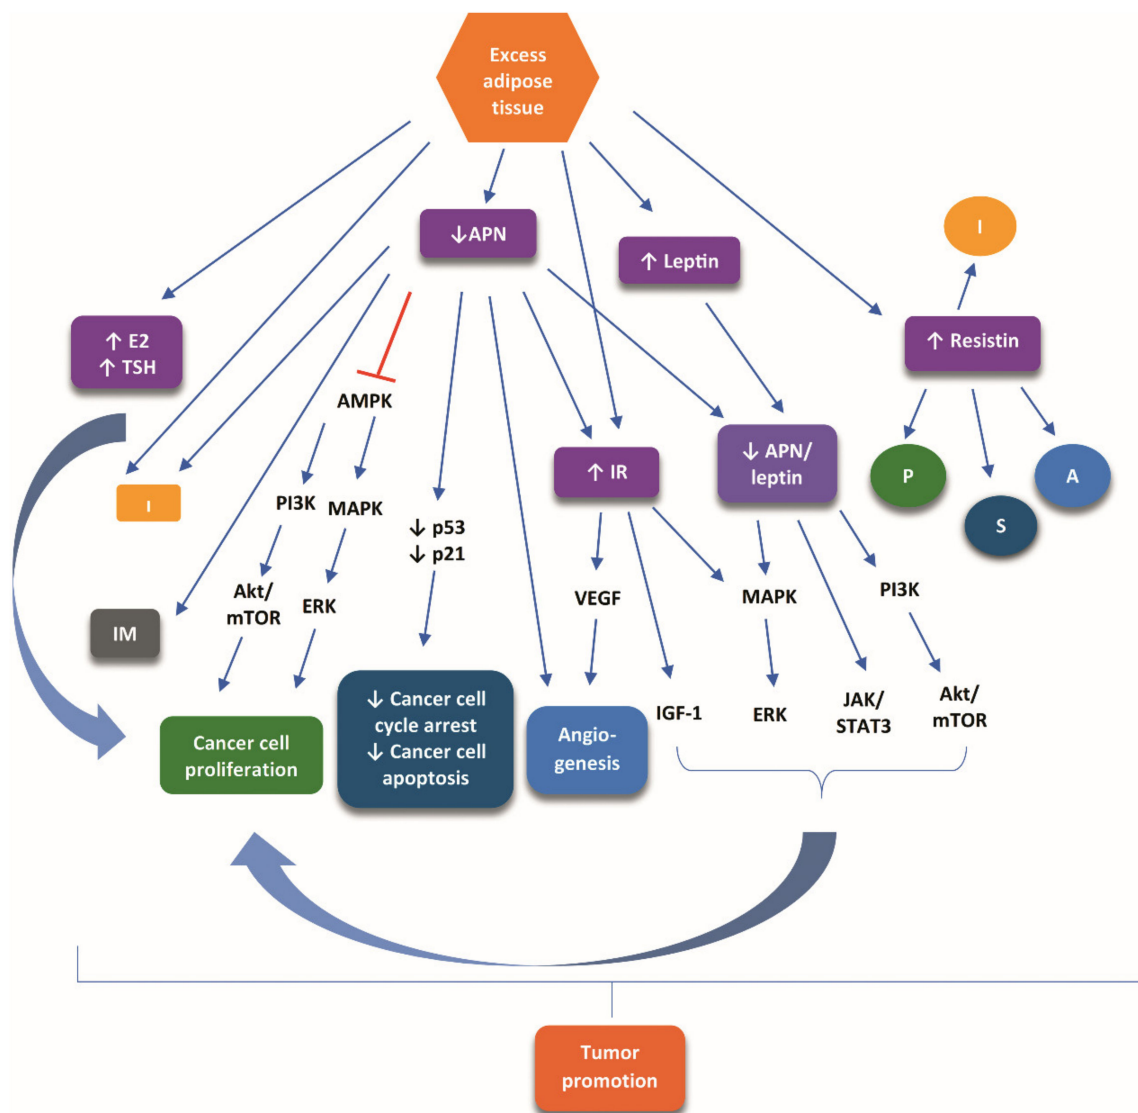 Excess
adipose
tissue
↓APN
↑ Leptin
I
↑ E2
↑ TSH
↑ Resistin
AMPK
↑ IR
↓ APN/
leptin
P
A
S
I
PI3K
MAPK
↓ p53
↓ p21
Akt/
mTOR
ERK
VEGF
MAPK
PI3K
IM
Cancer cell
proliferation
↓ Cancer cell
cycle arrest
↓ Cancer cell
apoptosis
Angio-
genesis
IGF-1
ERK
JAK/
STAT3
Akt/
mTOR
Tumor
promotion